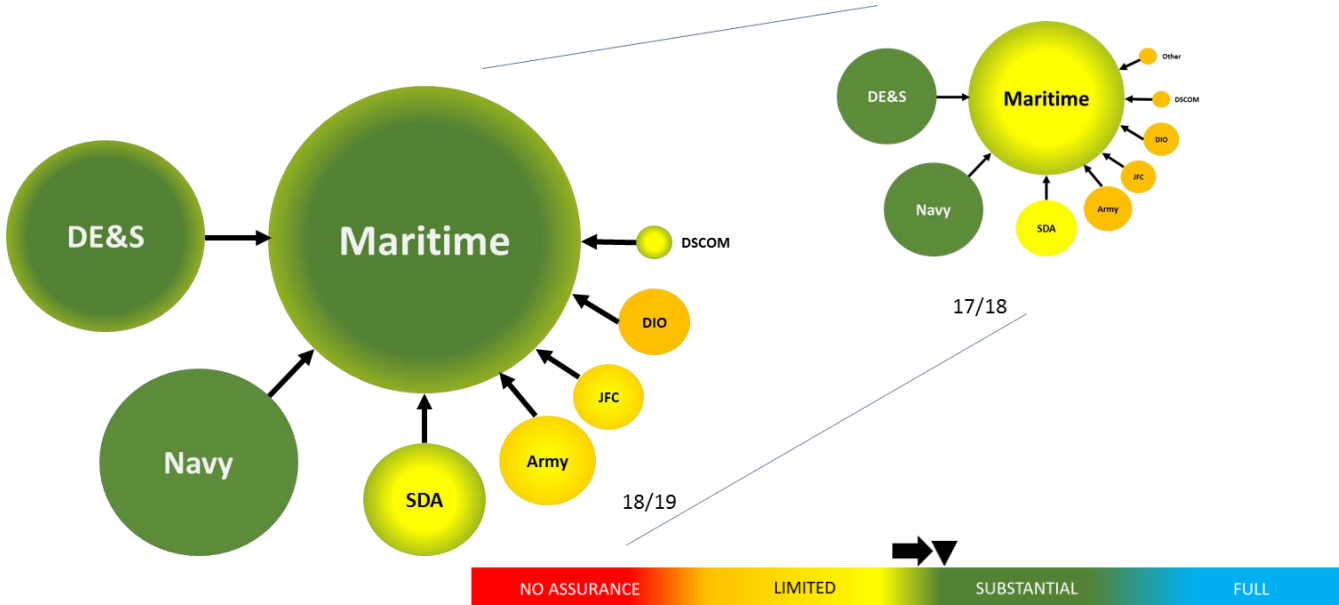 DE&S
Maritime
DSCOM
DIO
JFC
Army
SDA
Navy
18/19
DE&S
Maritime
Other
DSCOM
DIO
JFC
Army
SDA
Navy
17/18
NO ASSURANCE
LIMITED
SUBSTANTIAL
FULL